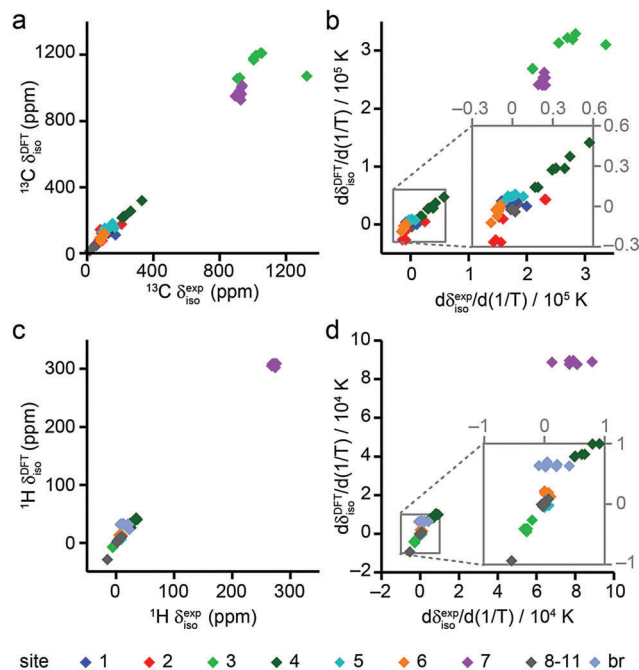 a
1600
1200
800
400
0
0 400 800 1200
¹³C δ_iso^DFT (ppm)
¹³C δ_iso^exp (ppm)
b
3
2
1
0
0 1 2 3
−0.3 0 0.3 0.6
0.6
0.3
0
−0.3
dδ_iso^DFT/d(1/T) / 10⁵ K
dδ_iso^exp/d(1/T) / 10⁵ K
c
300
200
100
0
0 100 200 300
¹H δ_iso^DFT (ppm)
¹H δ_iso^exp (ppm)
d
10
8
6
4
2
0
−2
−2 0 2 4 6 8 10
−1 0 1
1
0
−1
dδ_iso^DFT/d(1/T) / 10⁴ K
dδ_iso^exp/d(1/T) / 10⁴ K
site 1 2 3 4 5 6 7 8-11 br